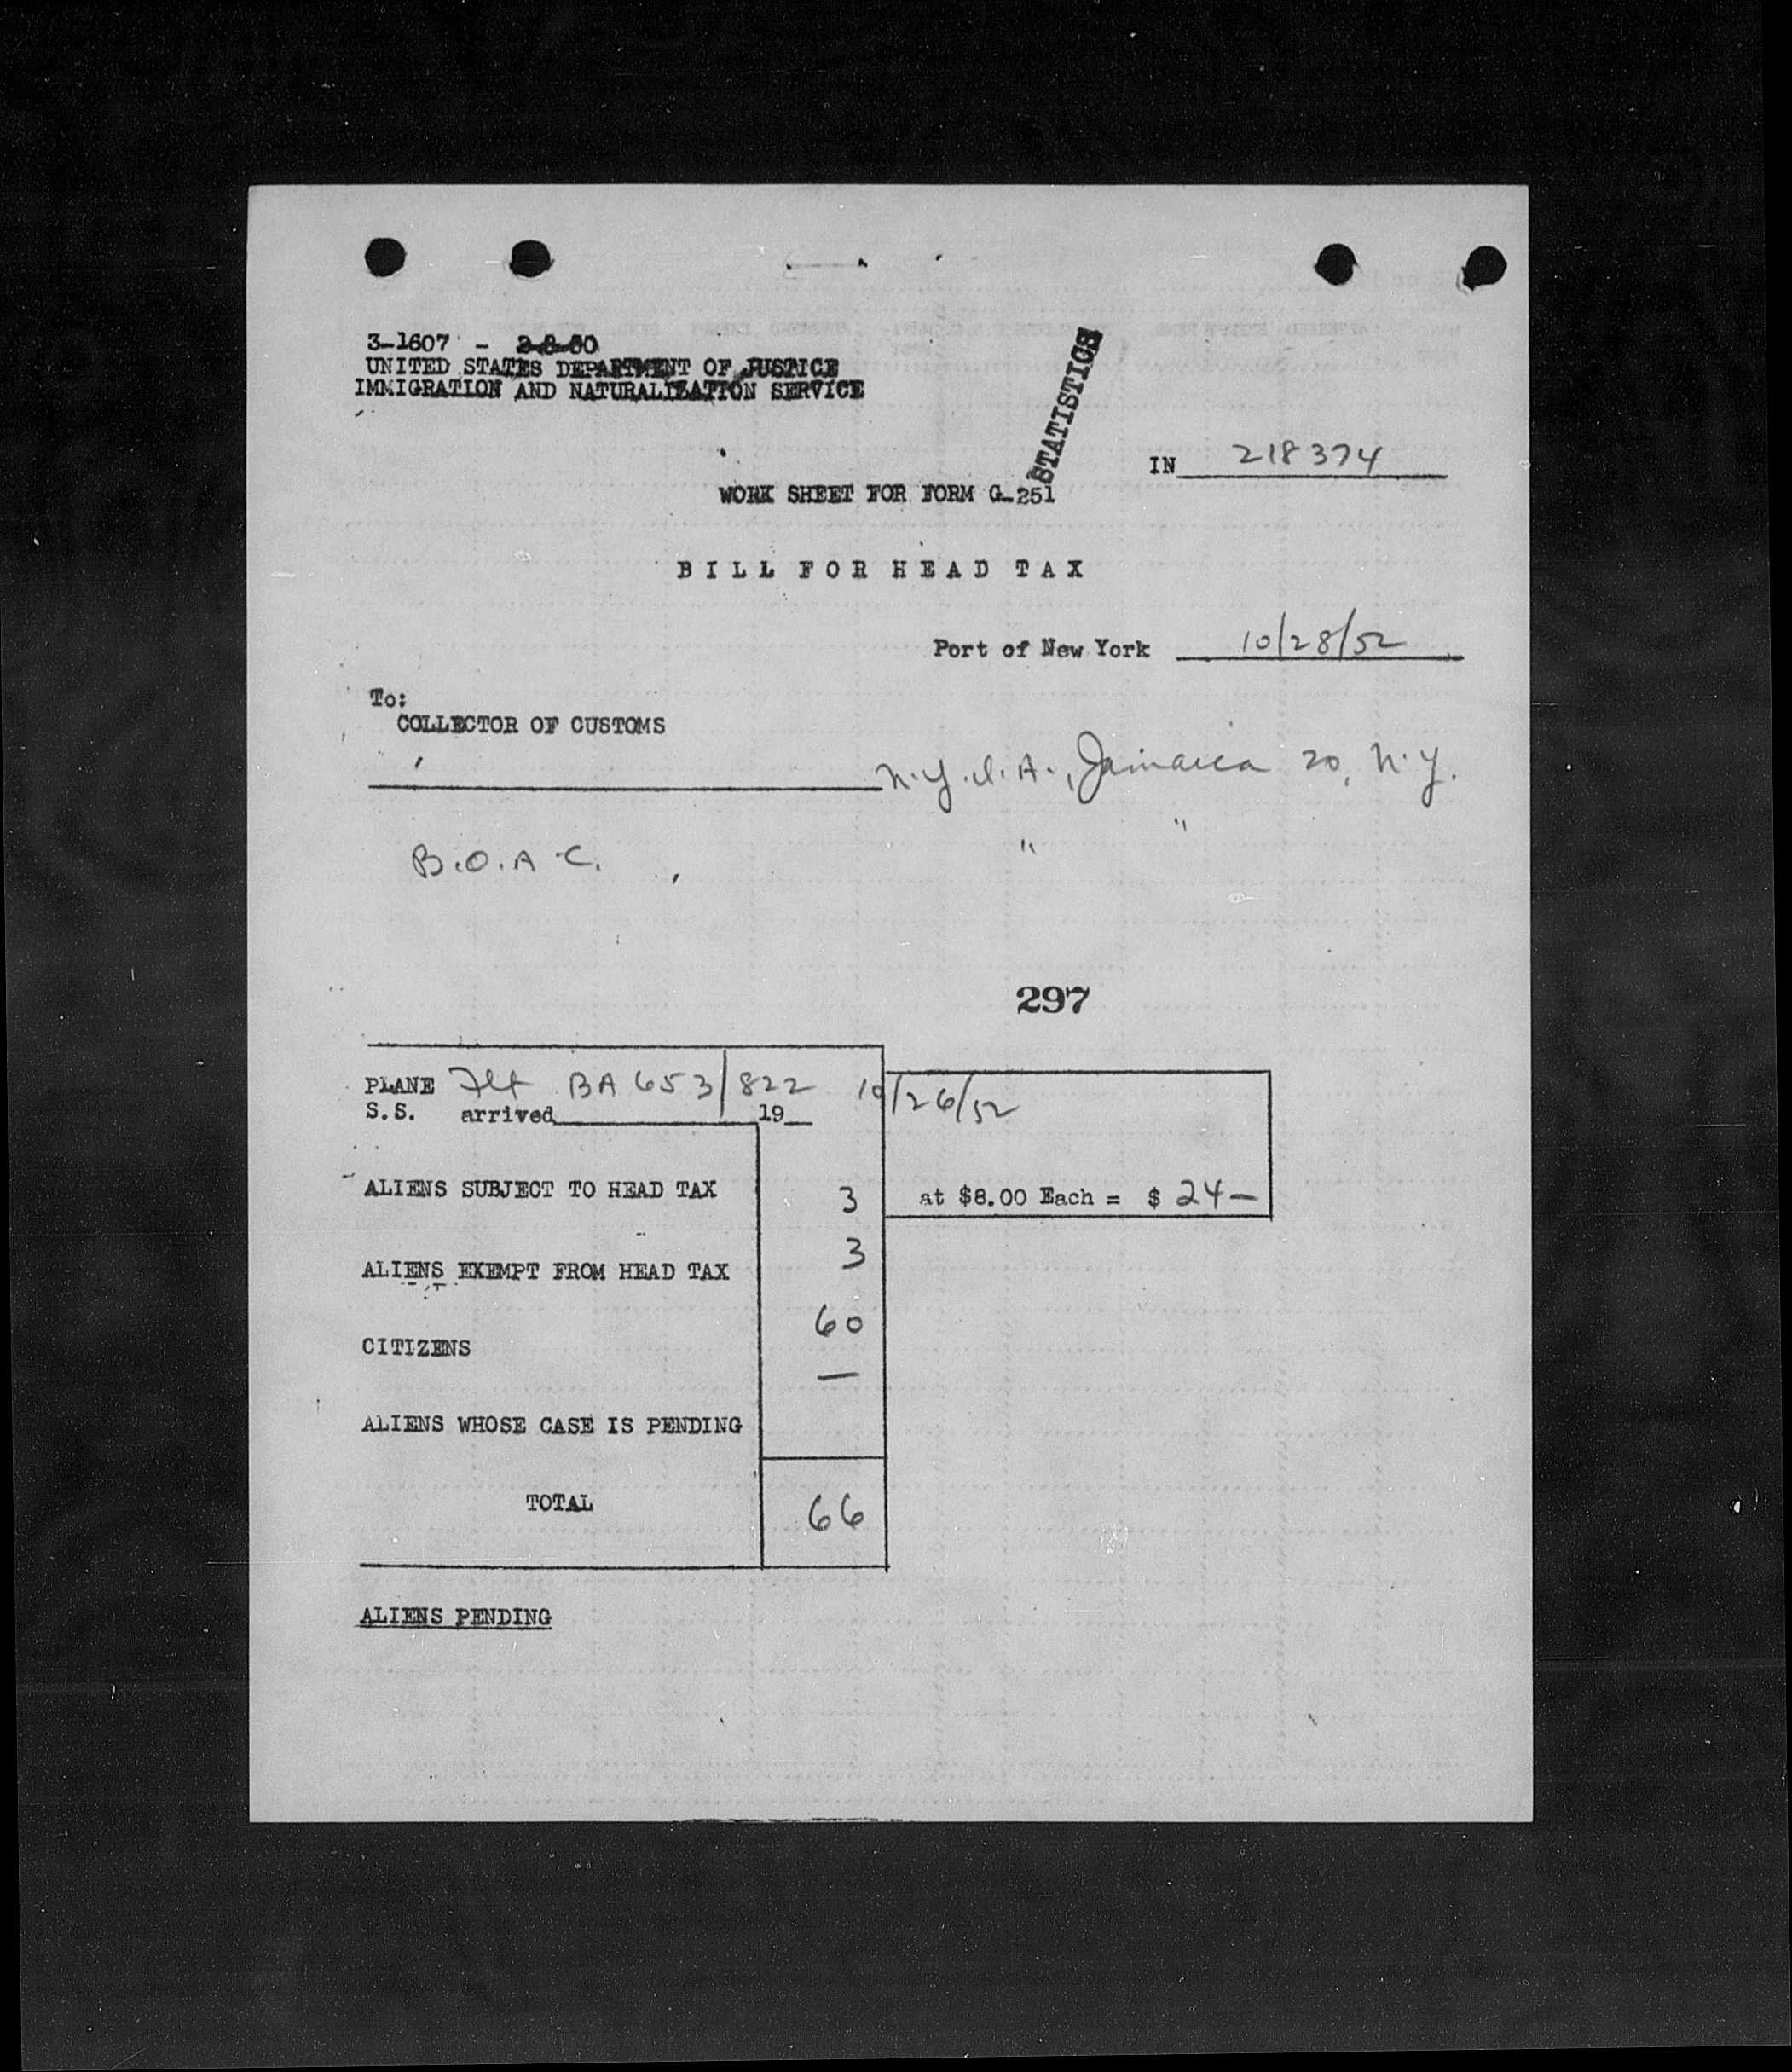 3-1607 - 2-8-50
UNITED STATES DEPARTMENT OF JUSTICE
IMMIGRATION AND NATURALIZATION SERVICE
STATISTICS
IN 218374
WORK SHEET FOR FORM G-251
BILL FOR HEAD TAX
Port of New York 10/28/52
To:
COLLECTOR OF CUSTOMS
N.Y.I.A., Jamaica 20, N.Y.
B.O.A.C. " "
297
PLANE Flt BA 653/822 10/26/52
S.S. arrived 19
ALIENS SUBJECT TO HEAD TAX 3 at $8.00 Each = $ 24—
ALIENS EXEMPT FROM HEAD TAX 3
CITIZENS 60
ALIENS WHOSE CASE IS PENDING —
TOTAL 66
ALIENS PENDING